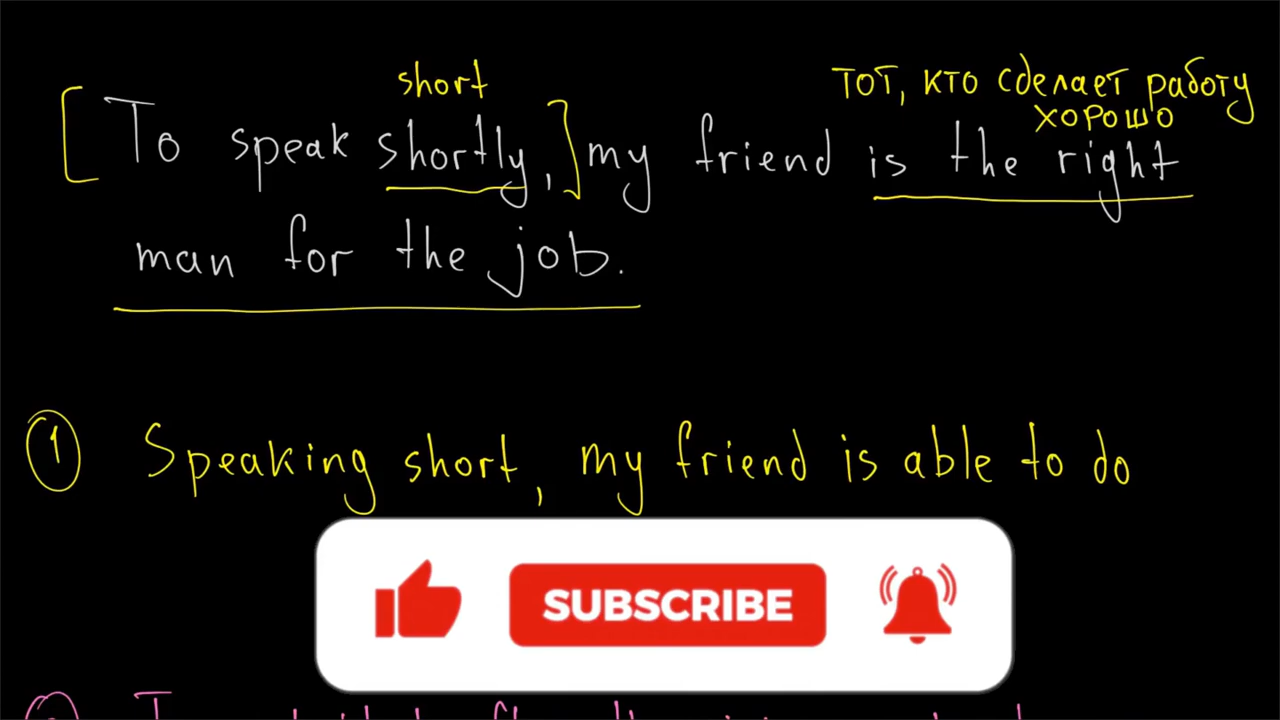 short
тот, кто сделает работу
хорошо
[To speak shortly,] my friend is the right
man for the job.
1 Speaking short, my friend is able to do
SUBSCRIBE